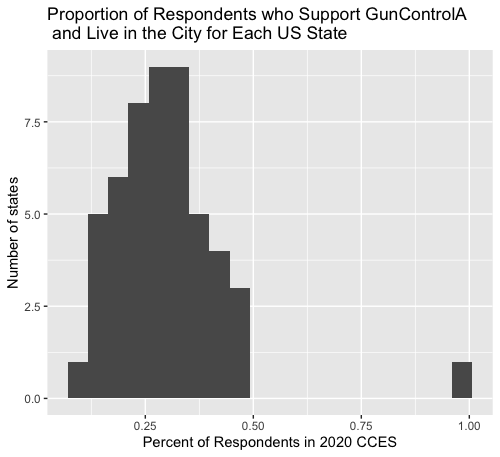 Proportion of Respondents who Support GunControlA
and Live in the City for Each US State
7.5
5.0
2.5
0.0
Number of states
0.25
0.50
0.75
1.00
Percent of Respondents in 2020 CCES